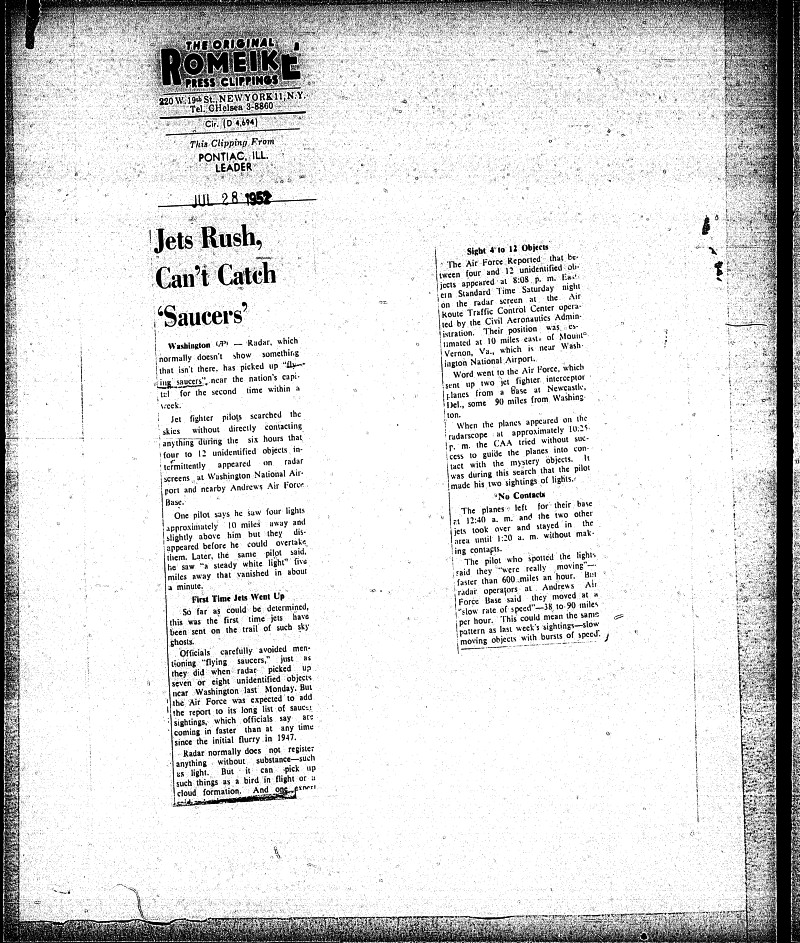 THE ORIGINAL
ROMEIKE
PRESS CLIPPINGS
220 W. 19th St., NEW YORK 11, N.Y.
Tel. CHelsea 3-8860
Cir. (D 4,694)
This Clipping From
PONTIAC, ILL.
LEADER
JUL 28 1952
Jets Rush,
Can't Catch
'Saucers'
Washington (AP) — Radar, which
normally doesn't show something
that isn't there, has picked up "fly-
ing saucers", near the nation's capi-
tol for the second time within a
week.
Jet fighter pilots searched the
skies without directly contacting
anything during the six hours that
four to 12 unidentified objects in-
termittently appeared on radar
screens at Washington National Air-
port and nearby Andrews Air Force
Base.
One pilot says he saw four lights
approximately 10 miles away and
slightly above him but they dis-
appeared before he could overtake
them. Later, the same pilot said,
he saw "a steady white light" five
miles away that vanished in about
a minute.
First Time Jets Went Up
So far as could be determined,
this was the first time jets have
been sent on the trail of such sky
ghosts.
Officials carefully avoided men-
tioning "flying saucers," just as
they did when radar picked up
seven or eight unidentified objects
near Washington last Monday. But
the Air Force was expected to add
the report to its long list of saucer
sightings, which officials say are
coming in faster than at any time
since the initial flurry in 1947.
Radar normally does not register
anything without substance—such
as light. But it can pick up
such things as a bird in flight or a
cloud formation. And one expert
Sight 4 to 12 Objects
The Air Force Reported that be-
tween four and 12 unidentified ob-
jects appeared at 8:08 p. m. East-
ern Standard Time Saturday night
on the radar screen at the Air
Route Traffic Control Center opera-
ted by the Civil Aeronautics Admin-
istration. Their position was es-
timated at 10 miles east of Mount
Vernon, Va., which is near Wash-
ington National Airport.
Word went to the Air Force, which
sent up two jet fighter interceptor
planes from a Base at Newcastle,
Del., some 90 miles from Washing-
ton.
When the planes appeared on the
radarscope at approximately 10:25
p. m. the CAA tried without suc-
cess to guide the planes into con-
tact with the mystery objects. It
was during this search that the pilot
made his two sightings of lights.
No Contacts
The planes left for their base
at 12:40 a. m. and the two other
jets took over and stayed in the
area until 1:20 a. m. without mak-
ing contacts.
The pilot who spotted the lights
said they "were really moving"—
faster than 600 miles an hour. But
radar operators at Andrews Air
Force Base said they moved at a
"slow rate of speed"—38 to 90 miles
per hour. This could mean the same
pattern as last week's sightings—slow
moving objects with bursts of speed.